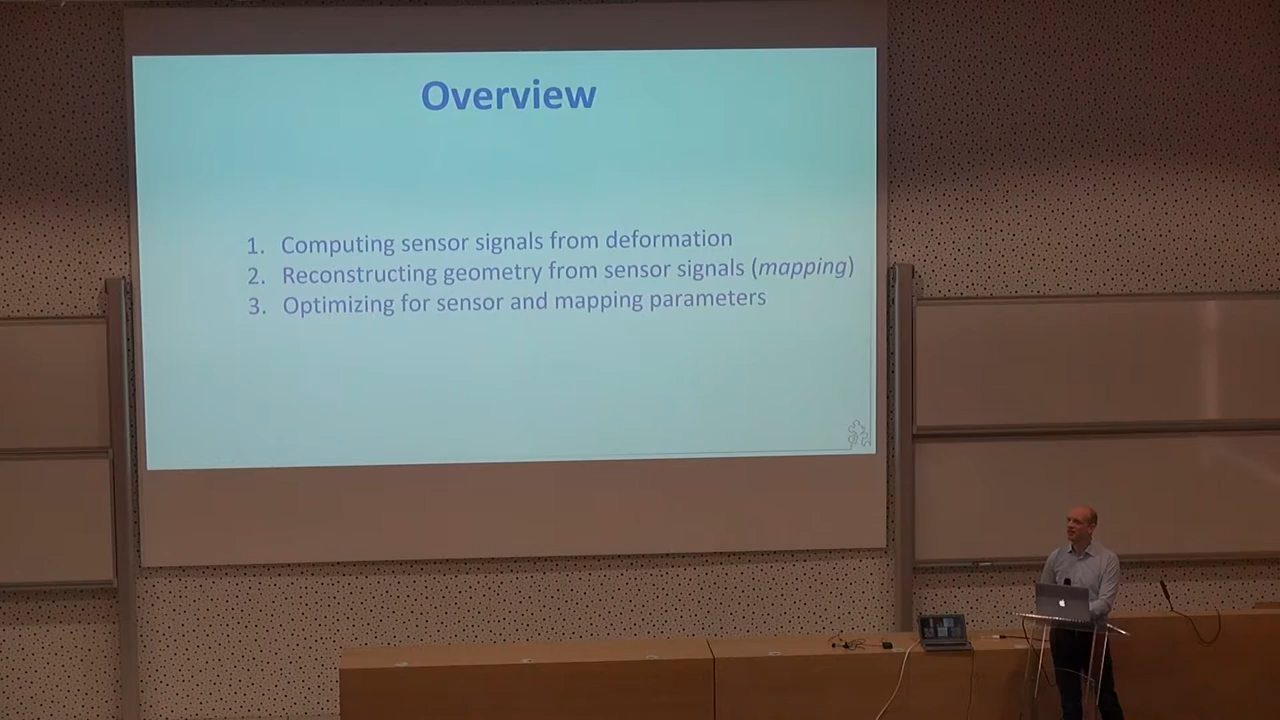 Overview
1. Computing sensor signals from deformation
2. Reconstructing geometry from sensor signals (mapping)
3. Optimizing for sensor and mapping parameters